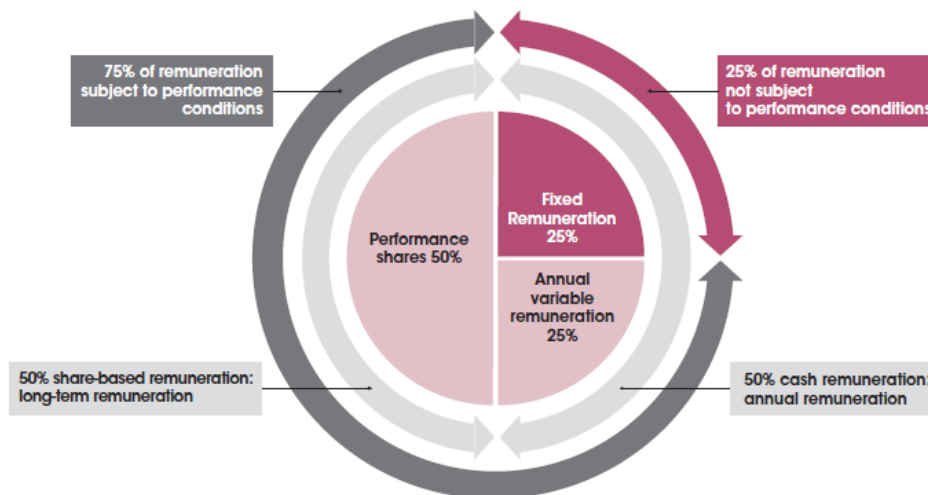 75% of remuneration
subject to performance
conditions
25% of remuneration
not subject
to performance conditions
Fixed
Remuneration
25%
Performance
shares 50%
Annual
variable
remuneration
25%
50% share-based remuneration:
long-term remuneration
50% cash remuneration:
annual remuneration